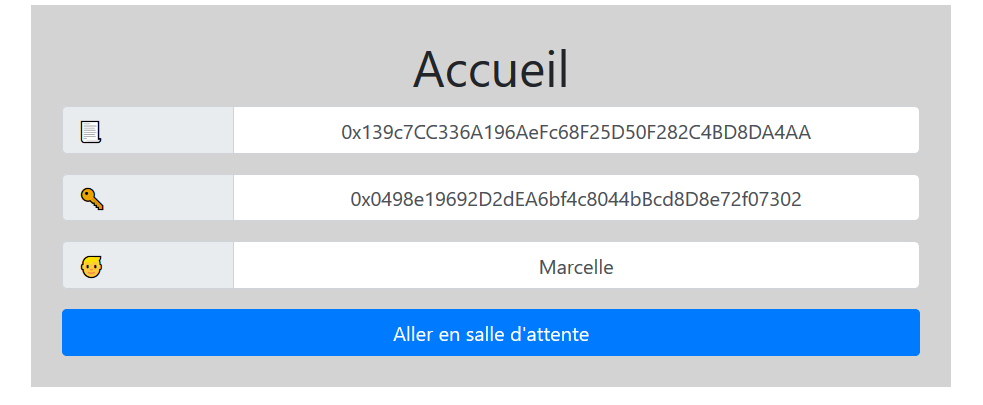 Accueil
0x139c7CC336A196AeFc68F25D50F282C4BD8DA4AA
0x0498e19692D2dEA6bf4c8044bBcd8D8e72f07302
Marcelle
Aller en salle d'attente